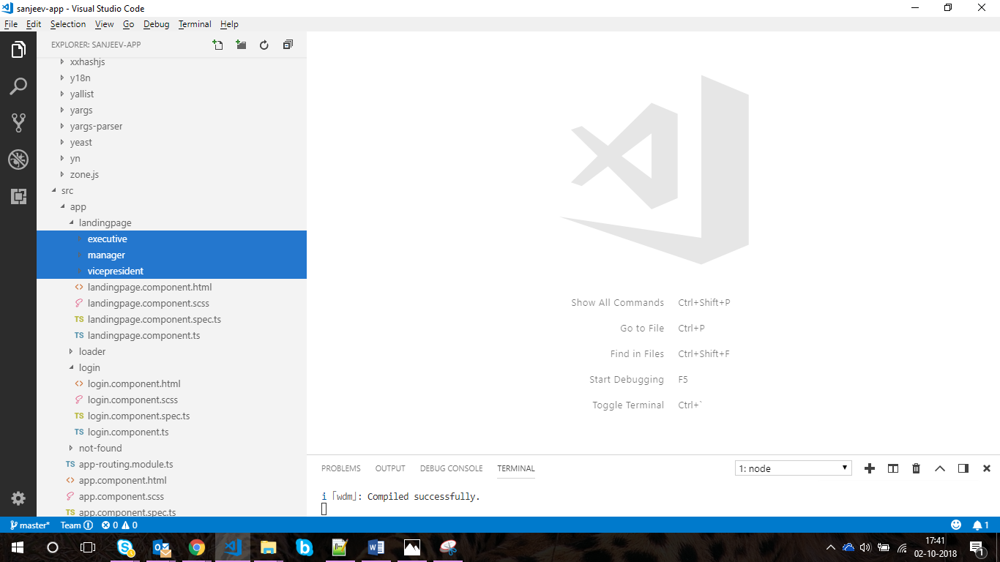 sanjeev-app - Visual Studio Code
File Edit Selection View Go Debug Terminal Help
EXPLORER: SANJEEV-APP
xxhashjs
y18n
yallist
yargs
yargs-parser
yeast
yn
zone.js
src
app
landingpage
executive
manager
vicepresident
<> landingpage.component.html
landingpage.component.scss
TS landingpage.component.spec.ts
TS landingpage.component.ts
loader
login
<> login.component.html
login.component.scss
TS login.component.spec.ts
TS login.component.ts
not-found
TS app-routing.module.ts
<> app.component.html
app.component.scss
TS app.component.spec.ts
Show All Commands Ctrl+Shift+P
Go to File Ctrl+P
Find in Files Ctrl+Shift+F
Start Debugging F5
Toggle Terminal Ctrl+`
PROBLEMS OUTPUT DEBUG CONSOLE TERMINAL 1: node
i ｢wdm｣: Compiled successfully.
master* Team 0 0 1
17:41
02-10-2018
1